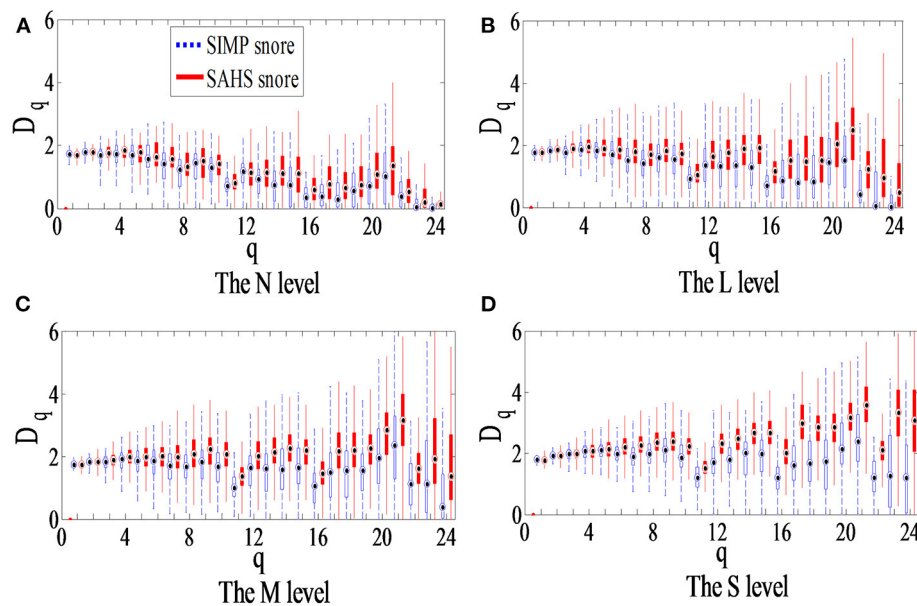 A
6
4
2
0
D q
SIMP snore
SAHS snore
0 4 8 12 16 20 24
q
The N level
B
6
4
2
0
D q
0 4 8 12 16 20 24
q
The L level
C
6
4
2
0
D q
0 4 8 12 16 20 24
q
The M level
D
6
4
2
0
D q
0 4 8 12 16 20 24
q
The S level